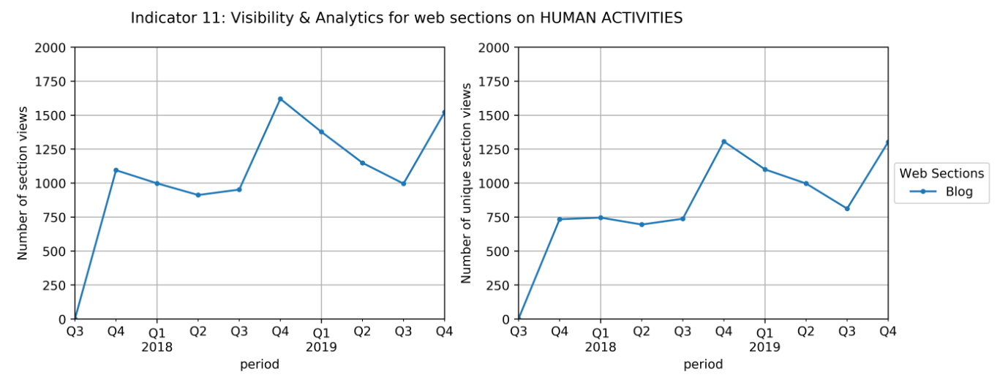 Indicator 11: Visibility & Analytics for web sections on HUMAN ACTIVITIES
Number of section views
2000
1750
1500
1250
1000
750
500
250
0
Q3 Q4 Q1 Q2 Q3 Q4 Q1 Q2 Q3 Q4
2018 2019
period
Number of unique section views
2000
1750
1500
1250
1000
750
500
250
0
Q3 Q4 Q1 Q2 Q3 Q4 Q1 Q2 Q3 Q4
2018 2019
period
Web Sections
Blog